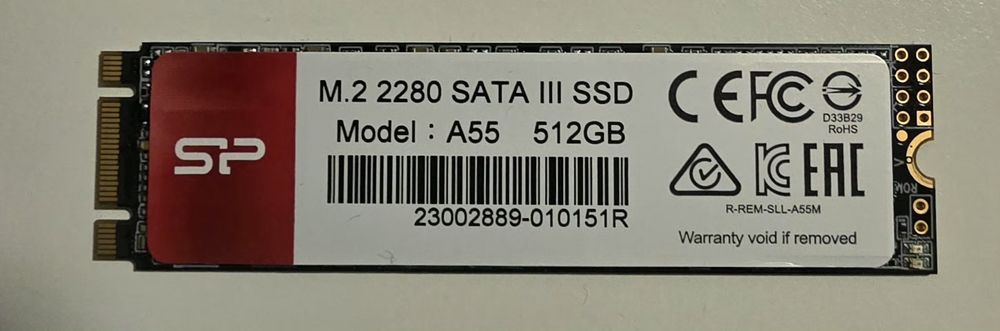 SP
M.2 2280 SATA III SSD
Model : A55 512GB
23002889-010151R
CE FC
D33B29
RoHS
EAC
R-REM-SLL-A55M
Warranty void if removed
ROM